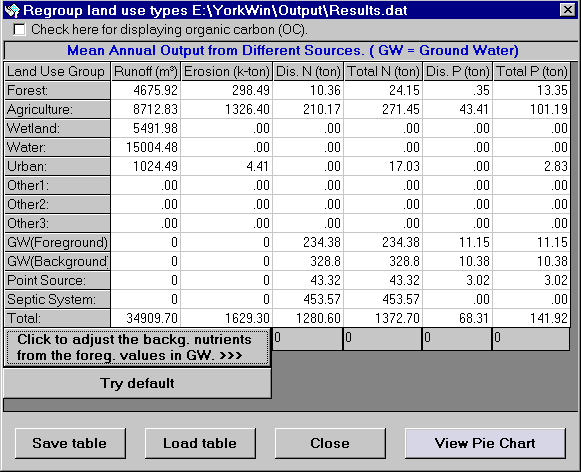 Regroup land use types E:\YorkWin\Output\Results.dat
Check here for displaying organic carbon (OC).
Mean Annual Output from Different Sources. ( GW = Ground Water)
Land Use Group Runoff (m³) Erosion (k-ton) Dis. N (ton) Total N (ton) Dis. P (ton) Total P (ton)
Forest: 4675.92 298.49 10.36 24.15 .35 13.35
Agriculture: 8712.83 1326.40 210.17 271.45 43.41 101.19
Wetland: 5491.98 .00 .00 .00 .00 .00
Water: 15004.48 .00 .00 .00 .00 .00
Urban: 1024.49 4.41 .00 17.03 .00 2.83
Other1: .00 .00 .00 .00 .00 .00
Other2: .00 .00 .00 .00 .00 .00
Other3: .00 .00 .00 .00 .00 .00
GW(Foreground) 0 0 234.38 234.38 11.15 11.15
GW(Background) 0 0 328.8 328.8 10.38 10.38
Point Source: 0 0 43.32 43.32 3.02 3.02
Septic System: 0 0 453.57 453.57 .00 .00
Total: 34909.70 1629.30 1280.60 1372.70 68.31 141.92
Click to adjust the backg. nutrients
from the foreg. values in GW. >>>
0 0 0 0
Try default
Save table Load table Close View Pie Chart